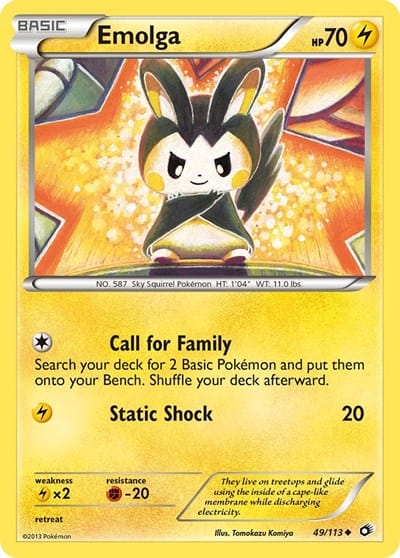 BASIC
Emolga
HP70
NO. 587 Sky Squirrel Pokémon HT: 1'04" WT: 11.0 lbs.
Call for Family
Search your deck for 2 Basic Pokémon and put them
onto your Bench. Shuffle your deck afterward.
Static Shock 20
weakness
×2
resistance
-20
retreat
They live on treetops and glide
using the inside of a cape-like
membrane while discharging
electricity.
©2013 Pokémon
Illus. Tomokazu Komiya
49/113